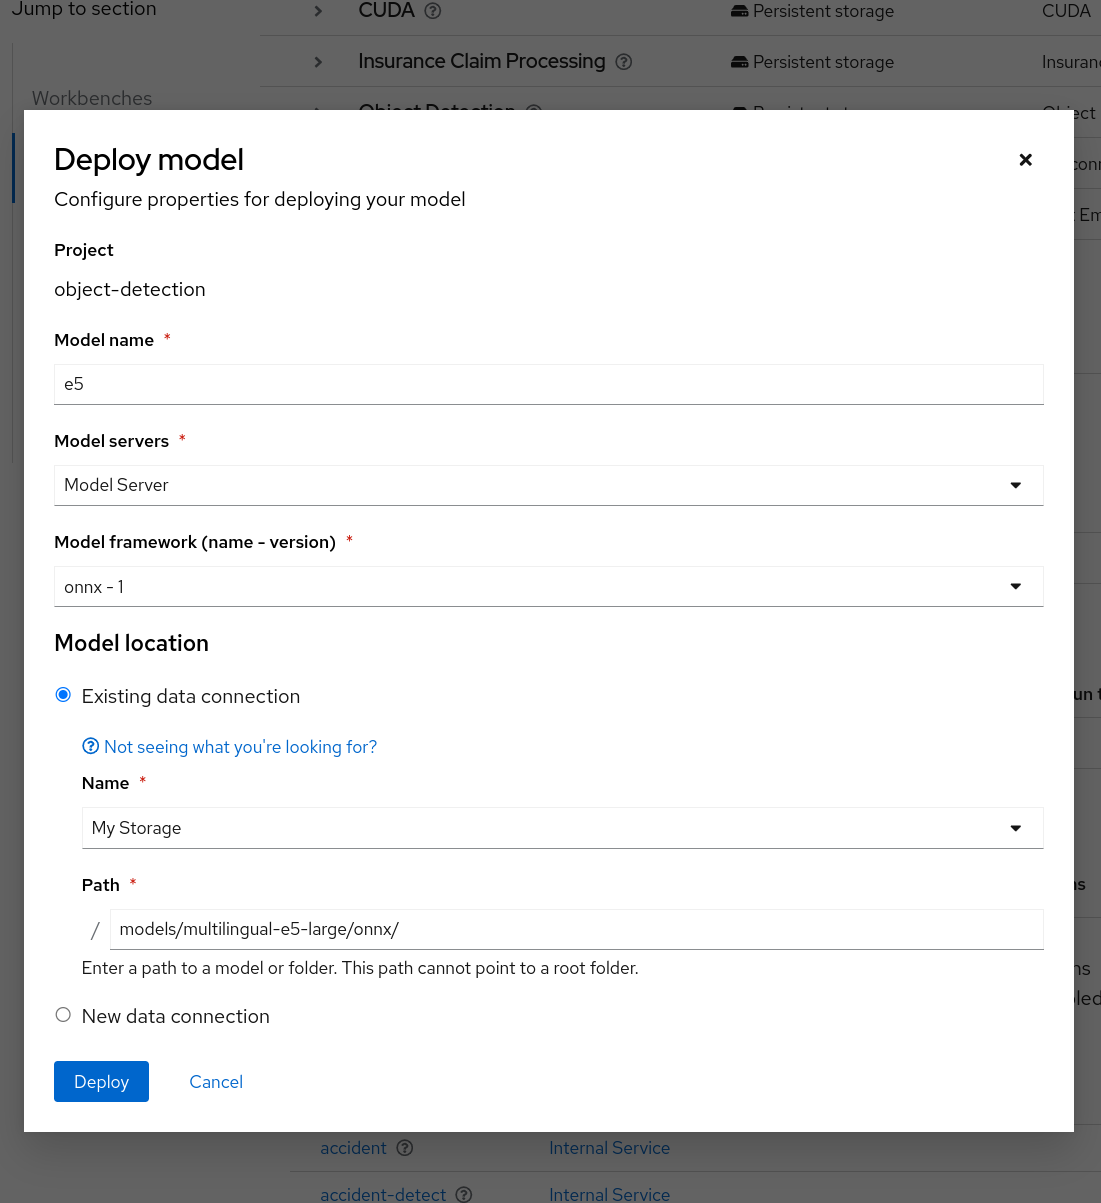 Jump to section
CUDA
Persistent storage
CUDA
Insurance Claim Processing
Persistent storage
Insuran
Workbenches
Object Detection
Deploy model
Configure properties for deploying your model
Project
object-detection
Model name *
e5
Model servers *
Model Server
Model framework (name - version) *
onnx - 1
Model location
Existing data connection
Not seeing what you're looking for?
Name *
My Storage
Path *
/ models/multilingual-e5-large/onnx/
Enter a path to a model or folder. This path cannot point to a root folder.
New data connection
Deploy
Cancel
accident
Internal Service
accident-detect
Internal Service